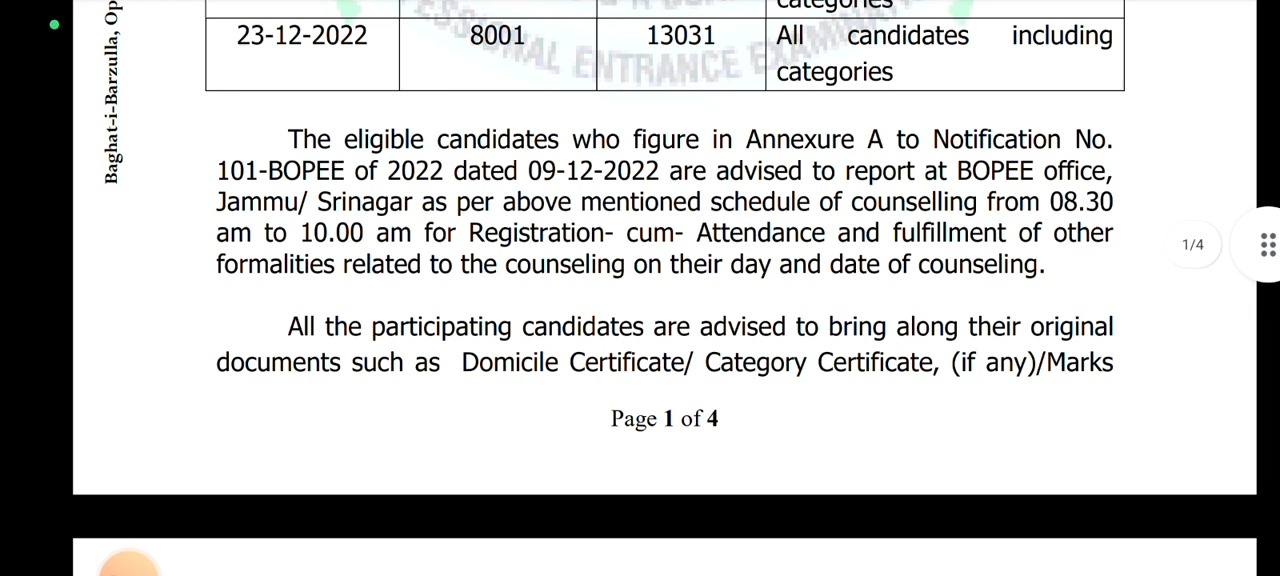 categories
23-12-2022 8001 13031 All candidates including
categories
ESSIONAL ENTRANCE EXAMINATION
Baghat-i-Barzulla, Op
The eligible candidates who figure in Annexure A to Notification No.
101-BOPEE of 2022 dated 09-12-2022 are advised to report at BOPEE office,
Jammu/ Srinagar as per above mentioned schedule of counselling from 08.30
am to 10.00 am for Registration- cum- Attendance and fulfillment of other
formalities related to the counseling on their day and date of counseling.
1/4
All the participating candidates are advised to bring along their original
documents such as Domicile Certificate/ Category Certificate, (if any)/Marks
Page 1 of 4